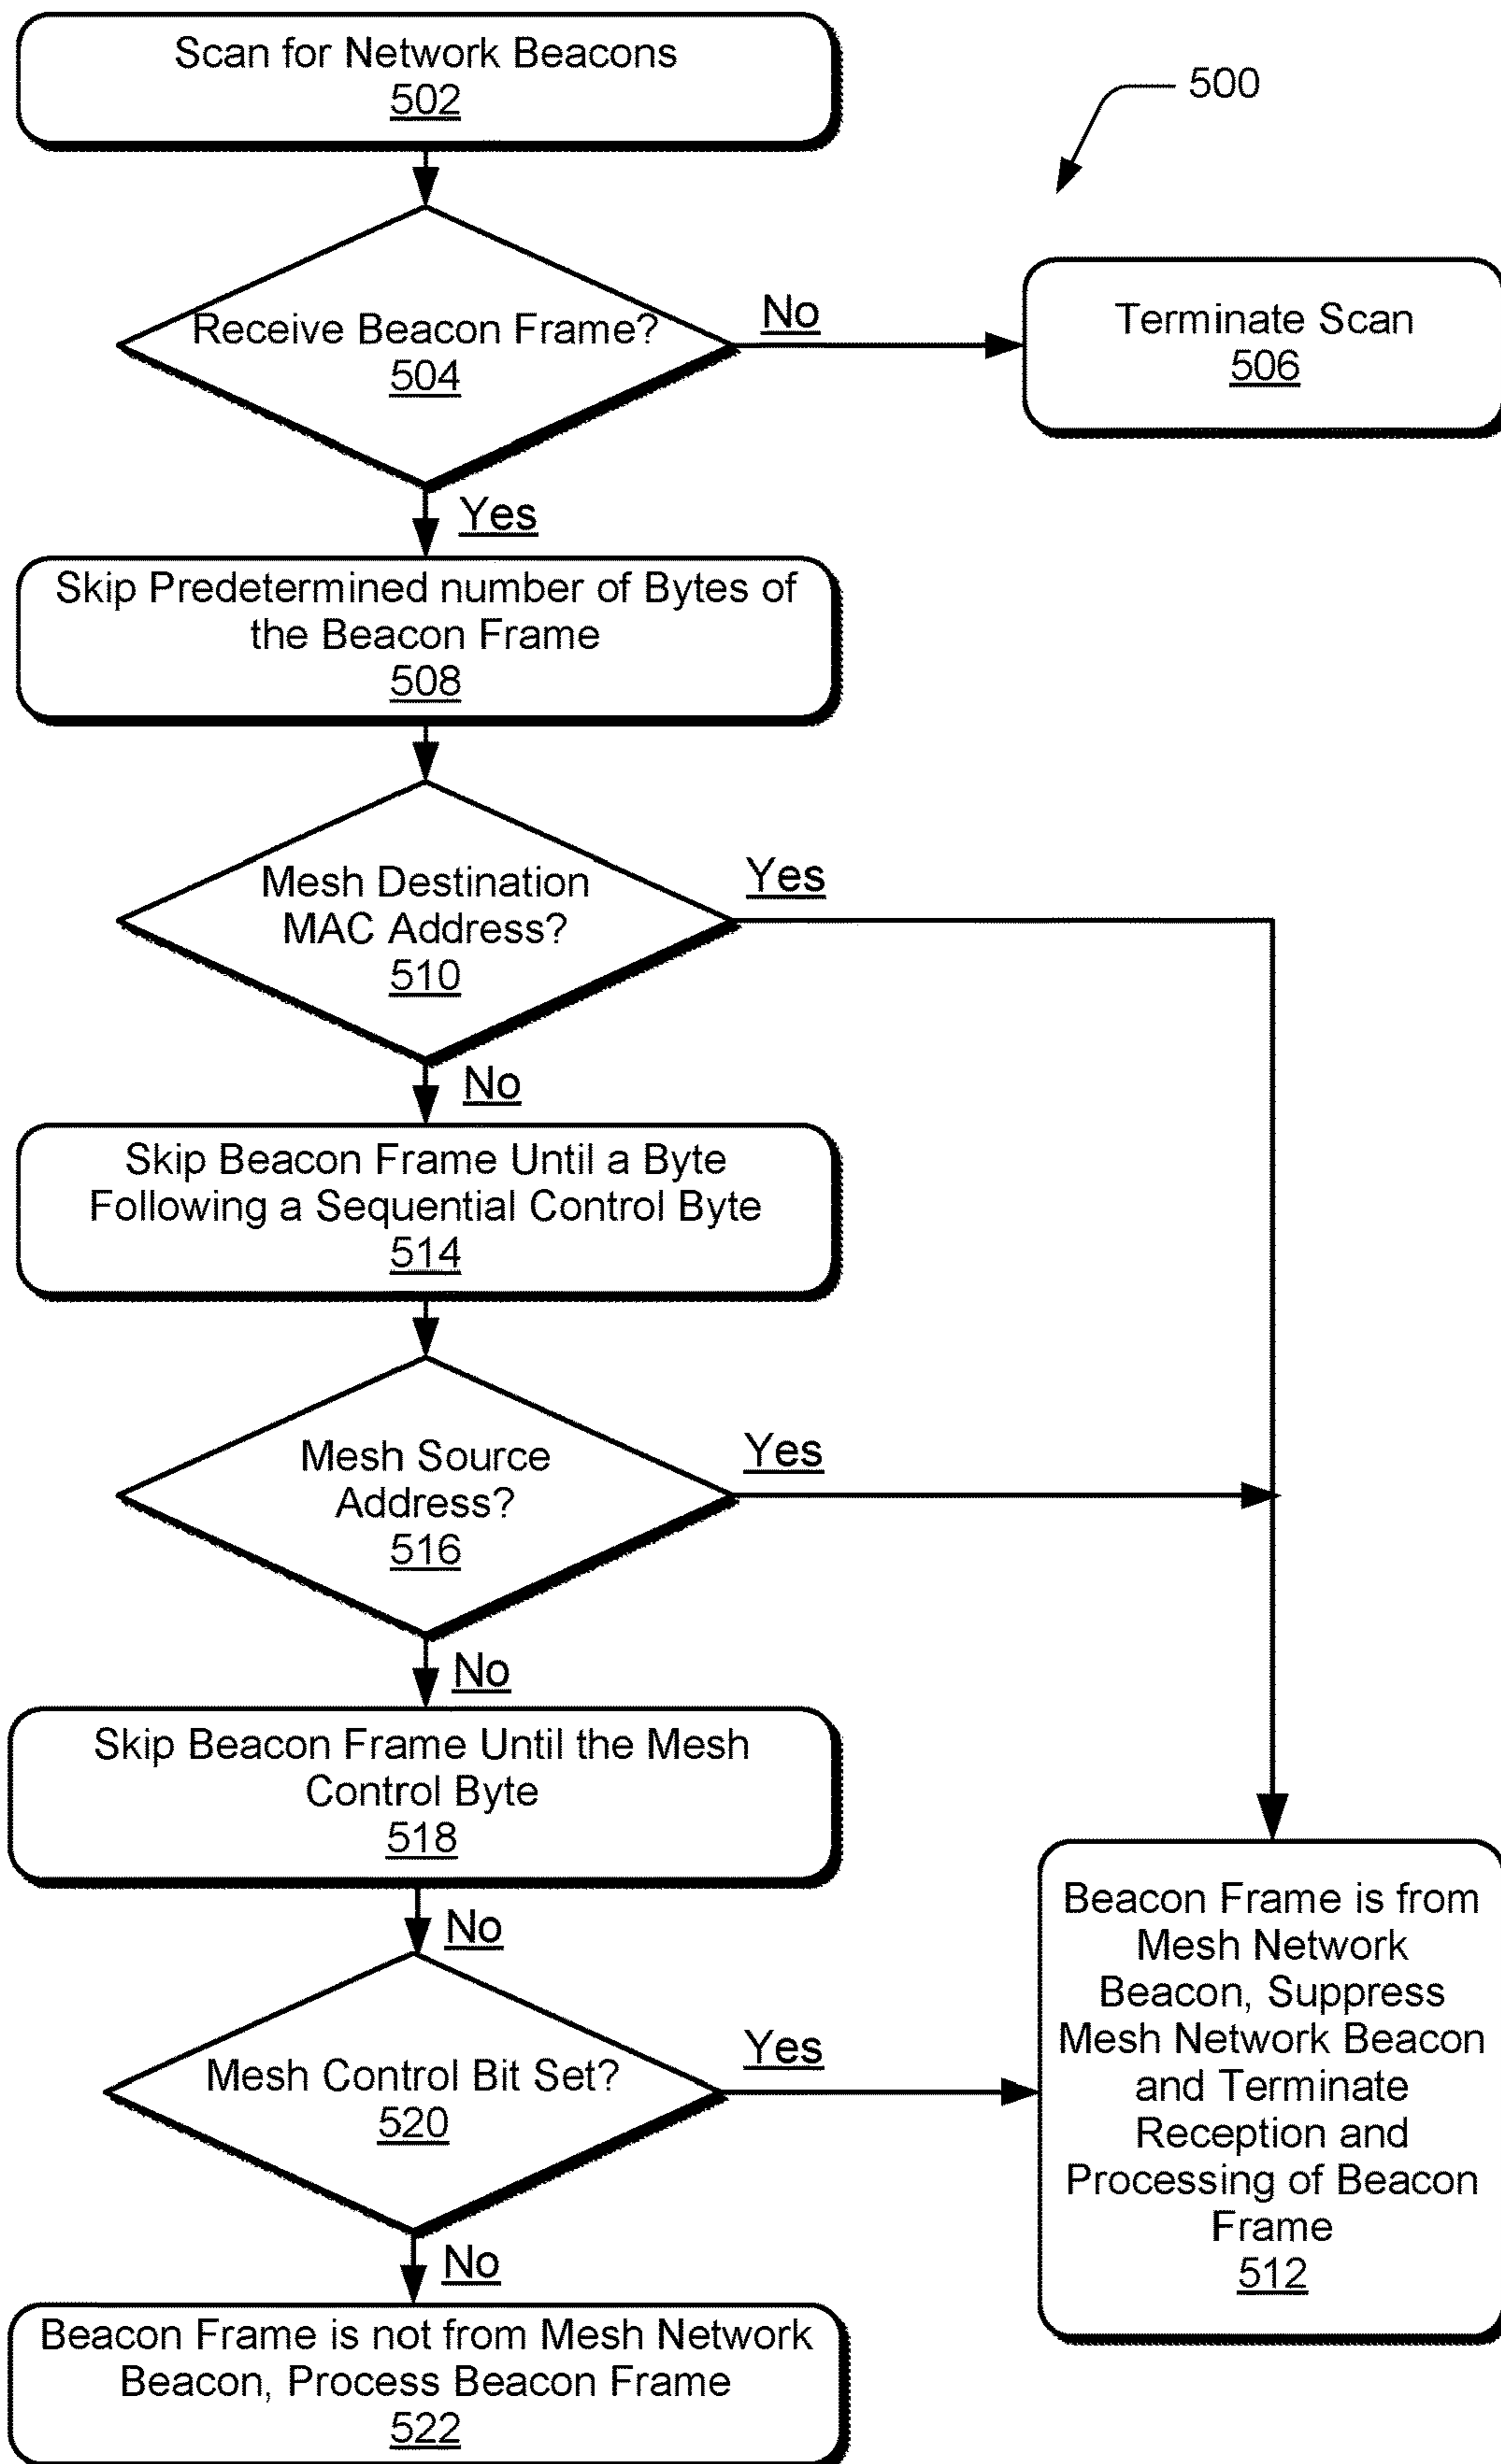 Scan for Network Beacons
502
500
Receive Beacon Frame?
504
No
Terminate Scan
506
Yes
Skip Predetermined number of Bytes of
the Beacon Frame
508
Mesh Destination
MAC Address?
510
Yes
No
Skip Beacon Frame Until a Byte
Following a Sequential Control Byte
514
Mesh Source
Address?
516
Yes
No
Skip Beacon Frame Until the Mesh
Control Byte
518
No
Mesh Control Bit Set?
520
Yes
Beacon Frame is from
Mesh Network
Beacon, Suppress
Mesh Network Beacon
and Terminate
Reception and
Processing of Beacon
Frame
512
No
Beacon Frame is not from Mesh Network
Beacon, Process Beacon Frame
522